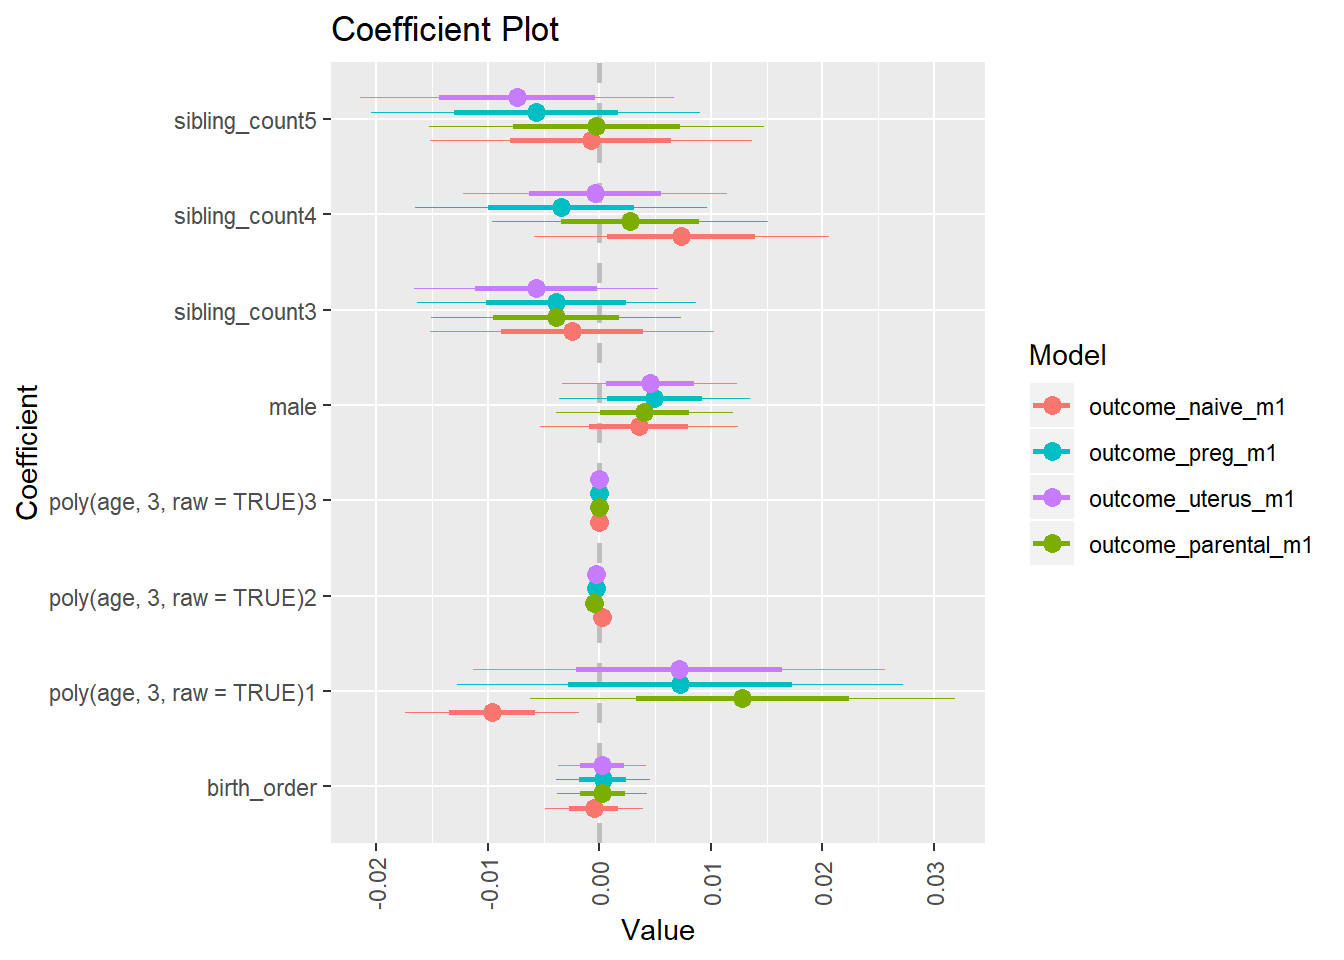 Coefficient Plot
sibling_count5
sibling_count4
sibling_count3
male
poly(age, 3, raw = TRUE)3
poly(age, 3, raw = TRUE)2
poly(age, 3, raw = TRUE)1
birth_order
Coefficient
-0.02
-0.01
0.00
0.01
0.02
0.03
Value
Model
outcome_naive_m1
outcome_preg_m1
outcome_uterus_m1
outcome_parental_m1